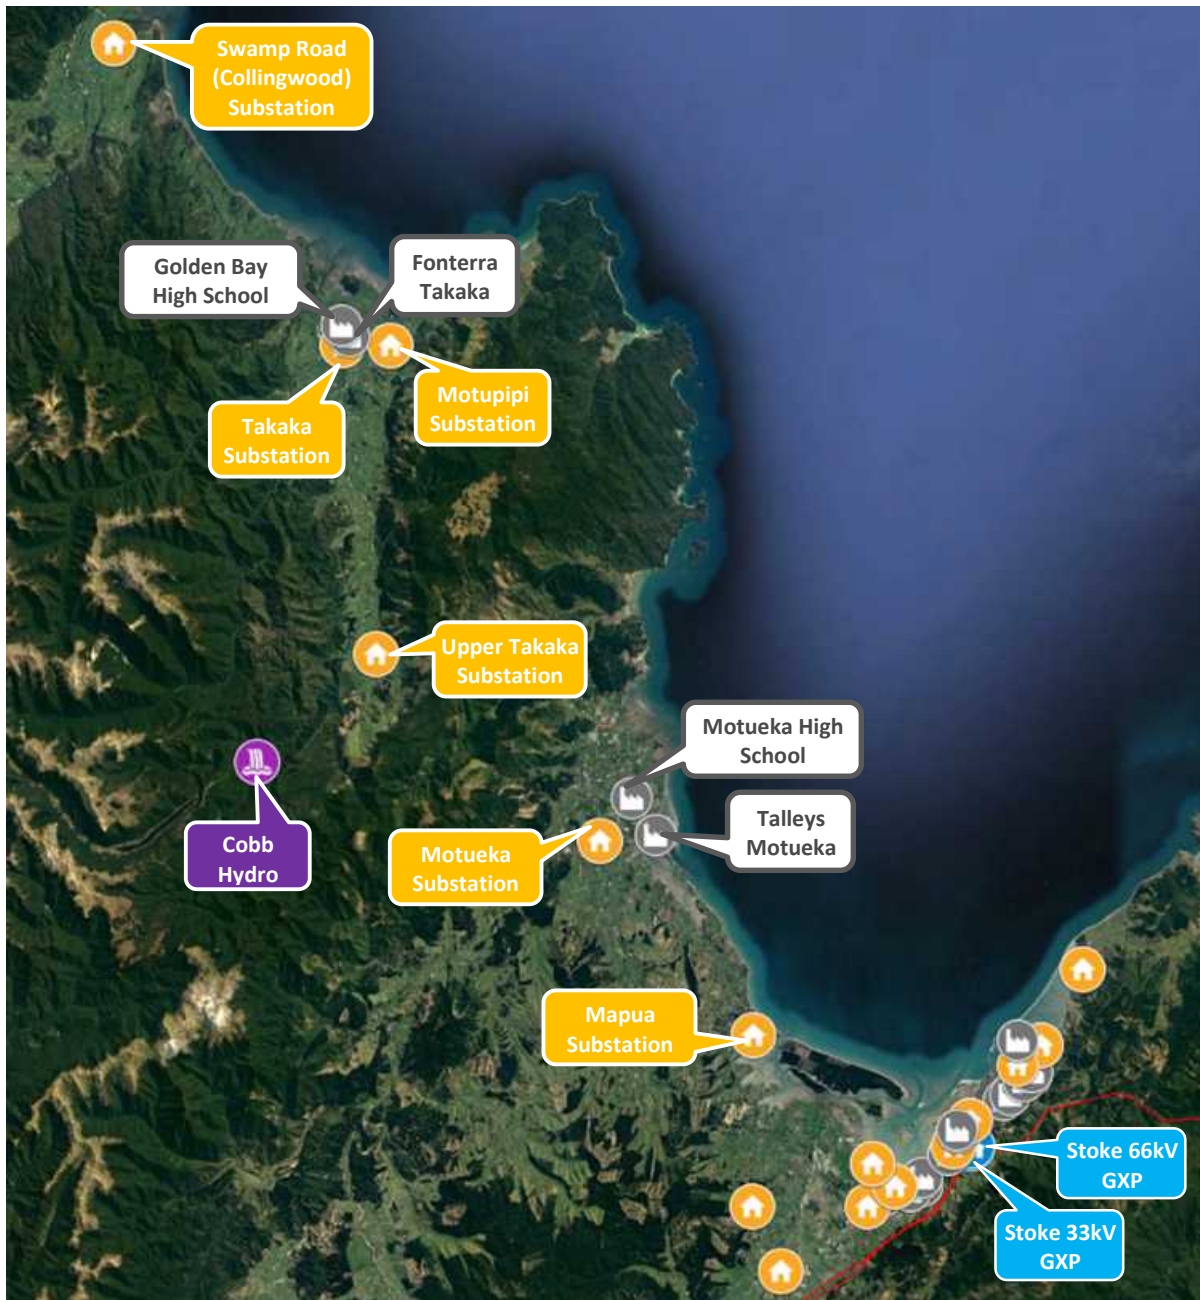 Swamp Road
(Collingwood)
Substation
Golden Bay
High School
Fonterra
Takaka
Motupipi
Substation
Takaka
Substation
Upper Takaka
Substation
Motueka High
School
Talleys
Motueka
Cobb
Hydro
Motueka
Substation
Mapua
Substation
Stoke 66kV
GXP
Stoke 33kV
GXP